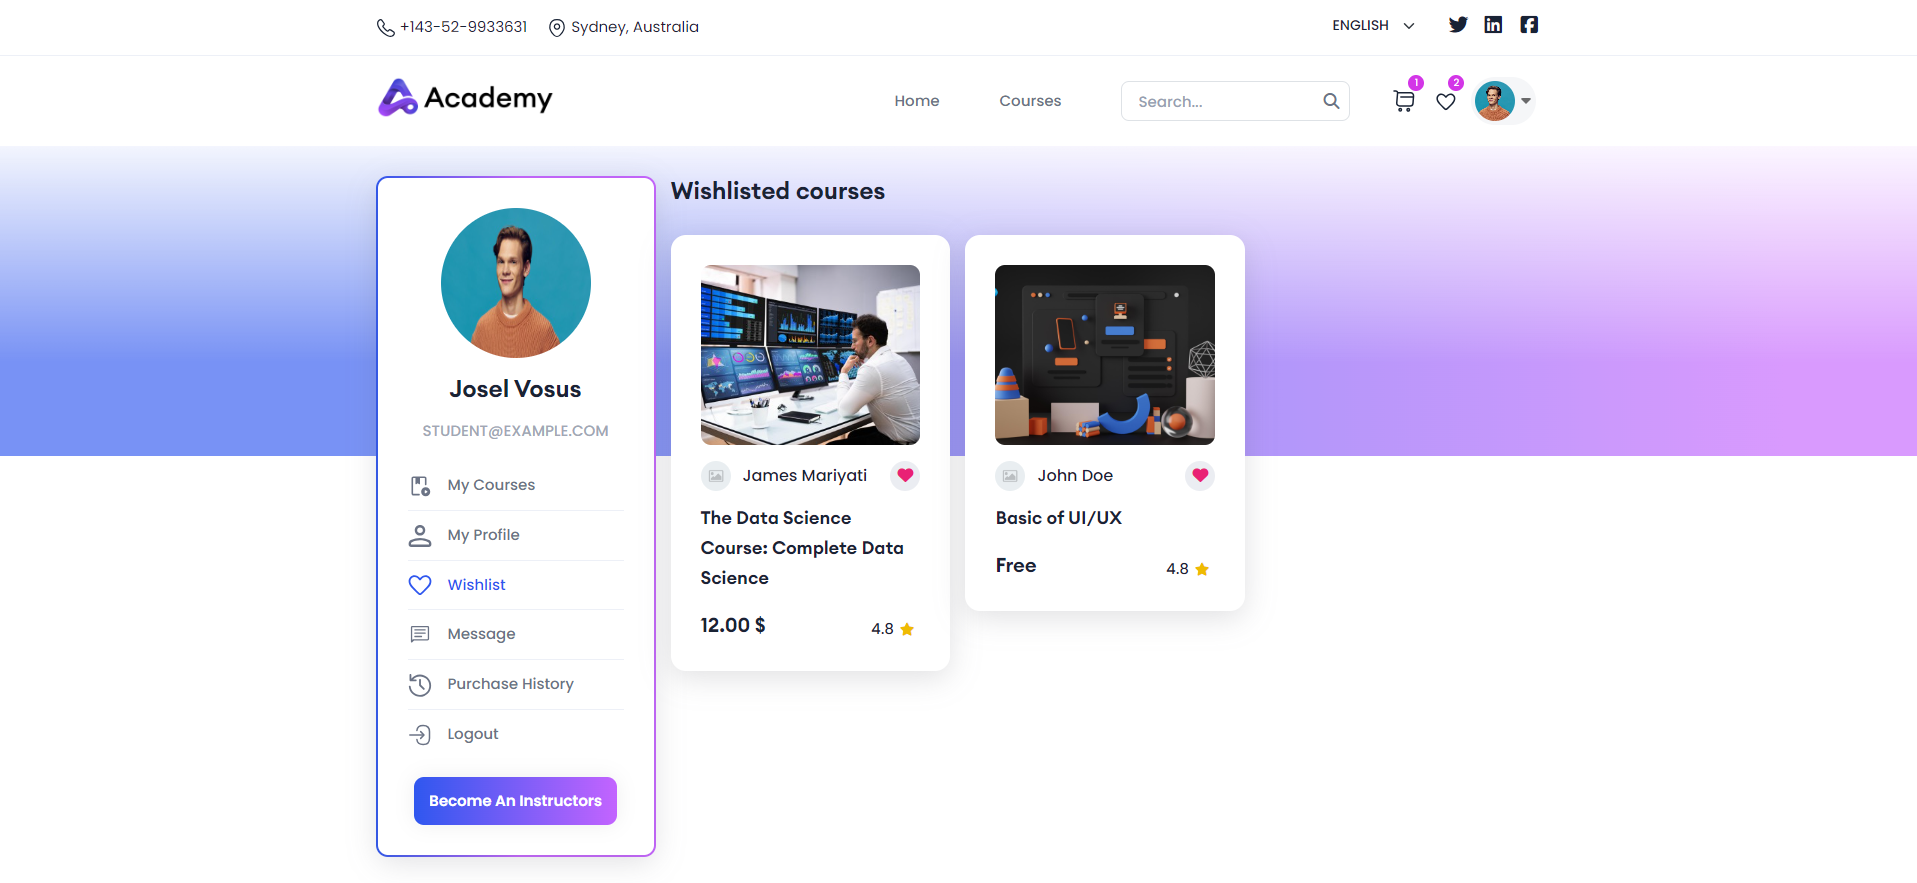 +143-52-9933631
Sydney, Australia
ENGLISH
Academy
Home
Courses
Search...
1
2
Josel Vosus
STUDENT@EXAMPLE.COM
My Courses
My Profile
Wishlist
Message
Purchase History
Logout
Become An Instructors
Wishlisted courses
James Mariyati
The Data Science
Course: Complete Data
Science
12.00 $
4.8
John Doe
Basic of UI/UX
Free
4.8